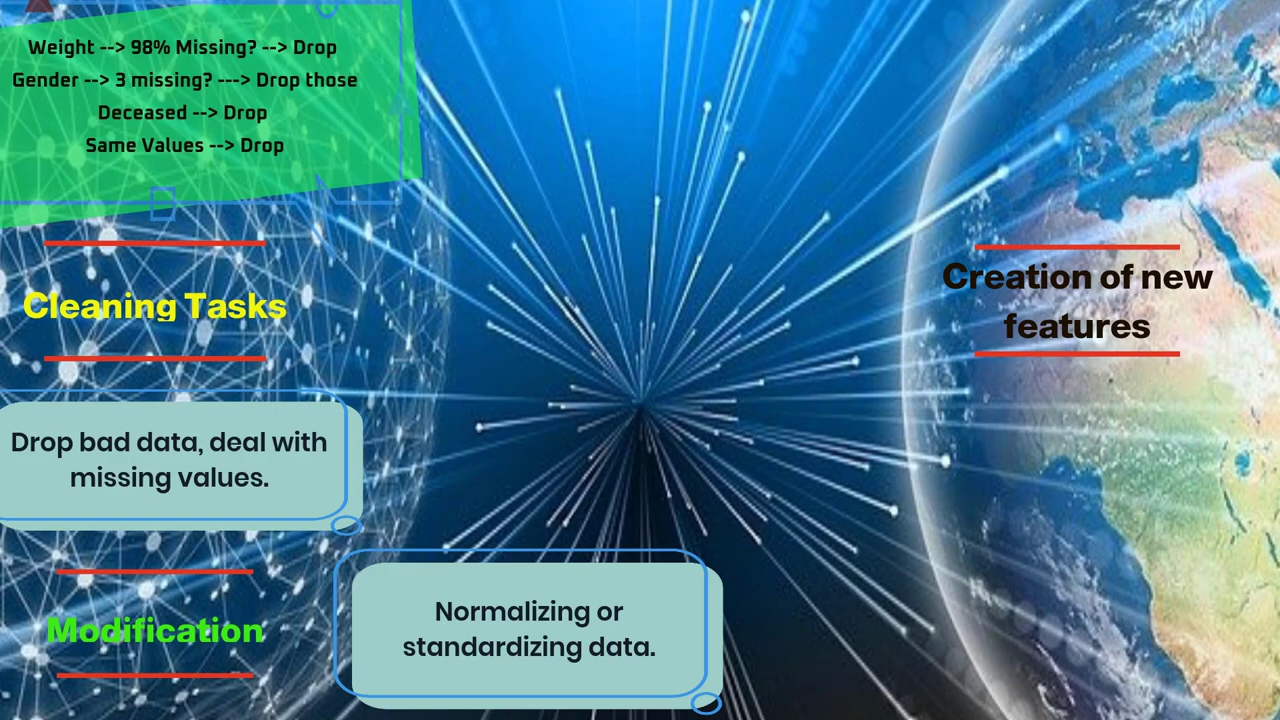 Weight --> 98% Missing? --> Drop
Gender --> 3 missing? ---> Drop those
Deceased --> Drop
Same Values --> Drop
Cleaning Tasks
Drop bad data, deal with
missing values.
Modification
Normalizing or
standardizing data.
Creation of new
features